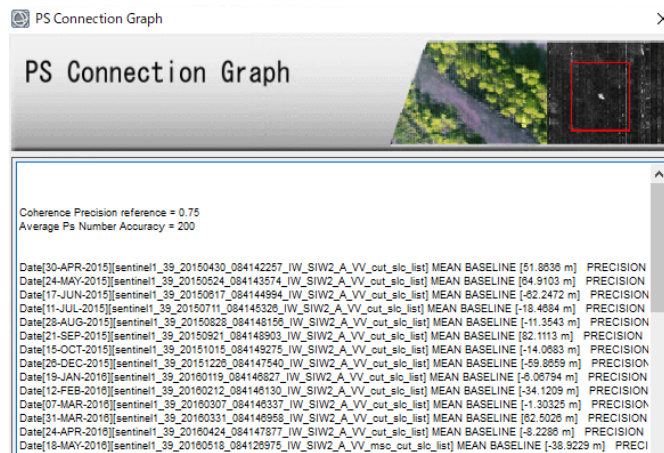 PS Connection Graph
PS Connection Graph
Coherence Precision reference = 0.75
Average Ps Number Accuracy = 200
Date[30-APR-2015][sentinel1_39_20150430_084142257_IW_SIW2_A_VV_cut_slc_list] MEAN BASELINE [51.8636 m] PRECISION
Date[24-MAY-2015][sentinel1_39_20150524_084143574_IW_SIW2_A_VV_cut_slc_list] MEAN BASELINE [64.9103 m] PRECISION
Date[17-JUN-2015][sentinel1_39_20150617_084144994_IW_SIW2_A_VV_cut_slc_list] MEAN BASELINE [-62.2472 m] PRECISION
Date[11-JUL-2015][sentinel1_39_20150711_084145326_IW_SIW2_A_VV_cut_slc_list] MEAN BASELINE [-18.4684 m] PRECISION
Date[28-AUG-2015][sentinel1_39_20150828_084148156_IW_SIW2_A_VV_cut_slc_list] MEAN BASELINE [-11.3543 m] PRECISION
Date[21-SEP-2015][sentinel1_39_20150921_084148903_IW_SIW2_A_VV_cut_slc_list] MEAN BASELINE [82.1113 m] PRECISION
Date[15-OCT-2015][sentinel1_39_20151015_084149275_IW_SIW2_A_VV_cut_slc_list] MEAN BASELINE [-14.0683 m] PRECISION
Date[26-DEC-2015][sentinel1_39_20151226_084147540_IW_SIW2_A_VV_cut_slc_list] MEAN BASELINE [-59.8659 m] PRECISION
Date[19-JAN-2016][sentinel1_39_20160119_084146827_IW_SIW2_A_VV_cut_slc_list] MEAN BASELINE [-6.06794 m] PRECISION
Date[12-FEB-2016][sentinel1_39_20160212_084146130_IW_SIW2_A_VV_cut_slc_list] MEAN BASELINE [-34.1209 m] PRECISION
Date[07-MAR-2016][sentinel1_39_20160307_084146337_IW_SIW2_A_VV_cut_slc_list] MEAN BASELINE [-1.30325 m] PRECISION
Date[31-MAR-2016][sentinel1_39_20160331_084146958_IW_SIW2_A_VV_cut_slc_list] MEAN BASELINE [62.5026 m] PRECISION
Date[24-APR-2016][sentinel1_39_20160424_084147877_IW_SIW2_A_VV_cut_slc_list] MEAN BASELINE [-8.2286 m] PRECISION
Date[18-MAY-2016][sentinel1_39_20160518_084126975_IW_SIW2_A_VV_msc_cut_slc_list] MEAN BASELINE [-38.9229 m] PRECI